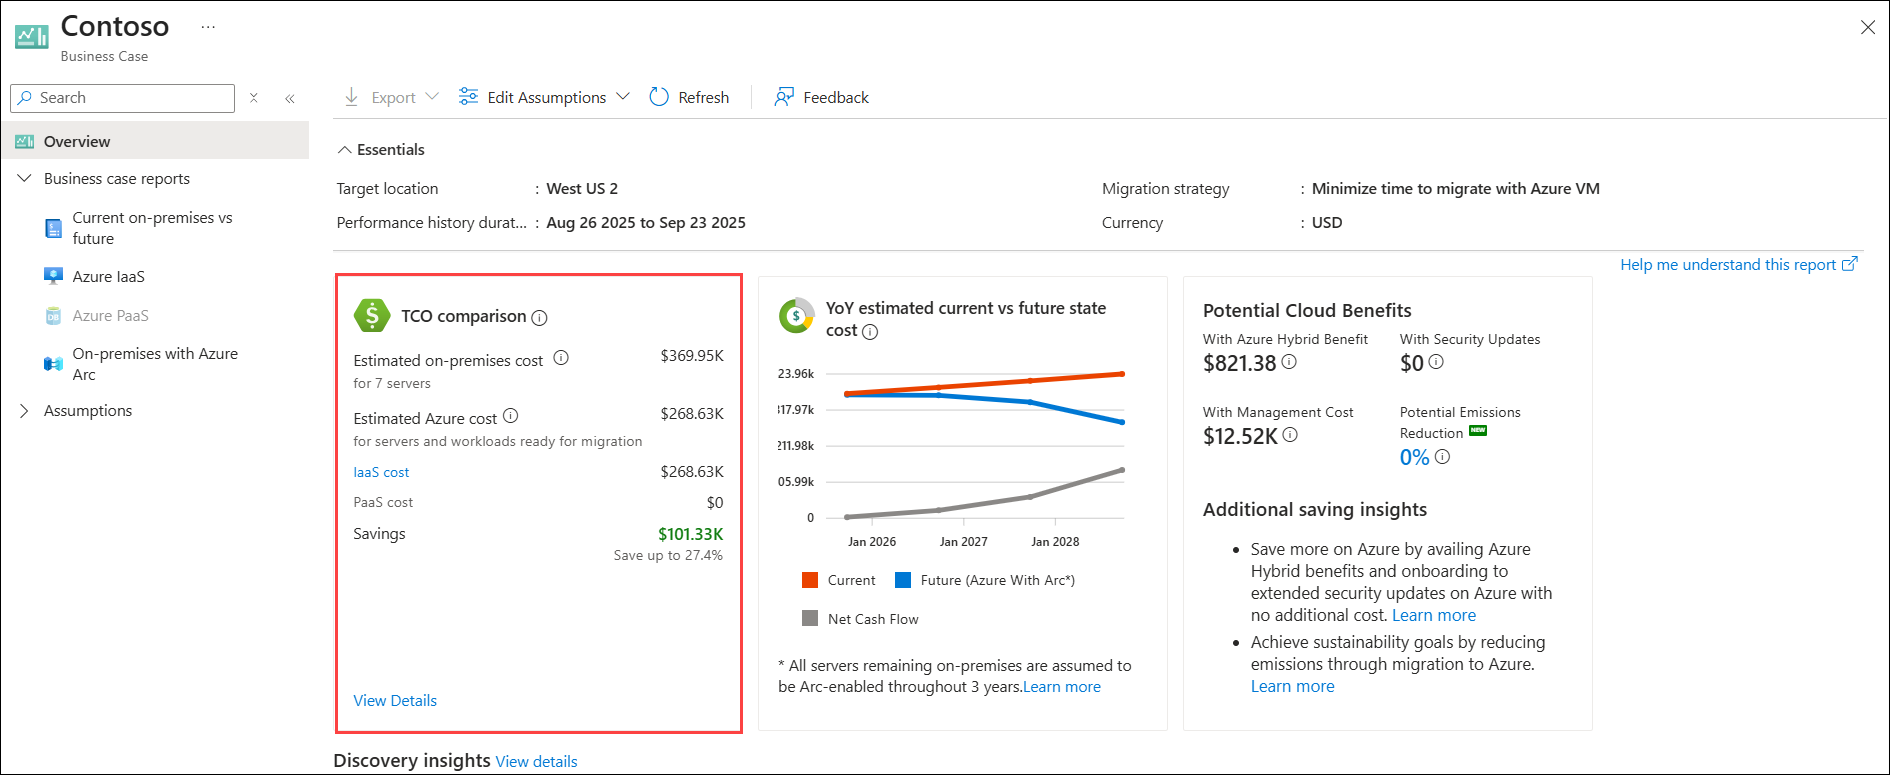 Contoso
...
Business Case
Search
Export
Edit Assumptions
Refresh
Feedback
Overview
Business case reports
Current on-premises vs
future
Azure IaaS
Azure PaaS
On-premises with Azure
Arc
Assumptions
Essentials
Target location : West US 2
Migration strategy : Minimize time to migrate with Azure VM
Performance history durat... : Aug 26 2025 to Sep 23 2025
Currency : USD
Help me understand this report
TCO comparison
Estimated on-premises cost $369.95K
for 7 servers
Estimated Azure cost $268.63K
for servers and workloads ready for migration
IaaS cost $268.63K
PaaS cost $0
Savings $101.33K
Save up to 27.4%
View Details
YoY estimated current vs future state
cost
23.96k
317.97k
211.98k
05.99k
0
Jan 2026 Jan 2027 Jan 2028
Current Future (Azure With Arc*)
Net Cash Flow
* All servers remaining on-premises are assumed to
be Arc-enabled throughout 3 years.Learn more
Potential Cloud Benefits
With Azure Hybrid Benefit
$821.38
With Security Updates
$0
With Management Cost
$12.52K
Potential Emissions
Reduction NEW
0%
Additional saving insights
• Save more on Azure by availing Azure
Hybrid benefits and onboarding to
extended security updates on Azure with
no additional cost. Learn more
• Achieve sustainability goals by reducing
emissions through migration to Azure.
Learn more
Discovery insights View details